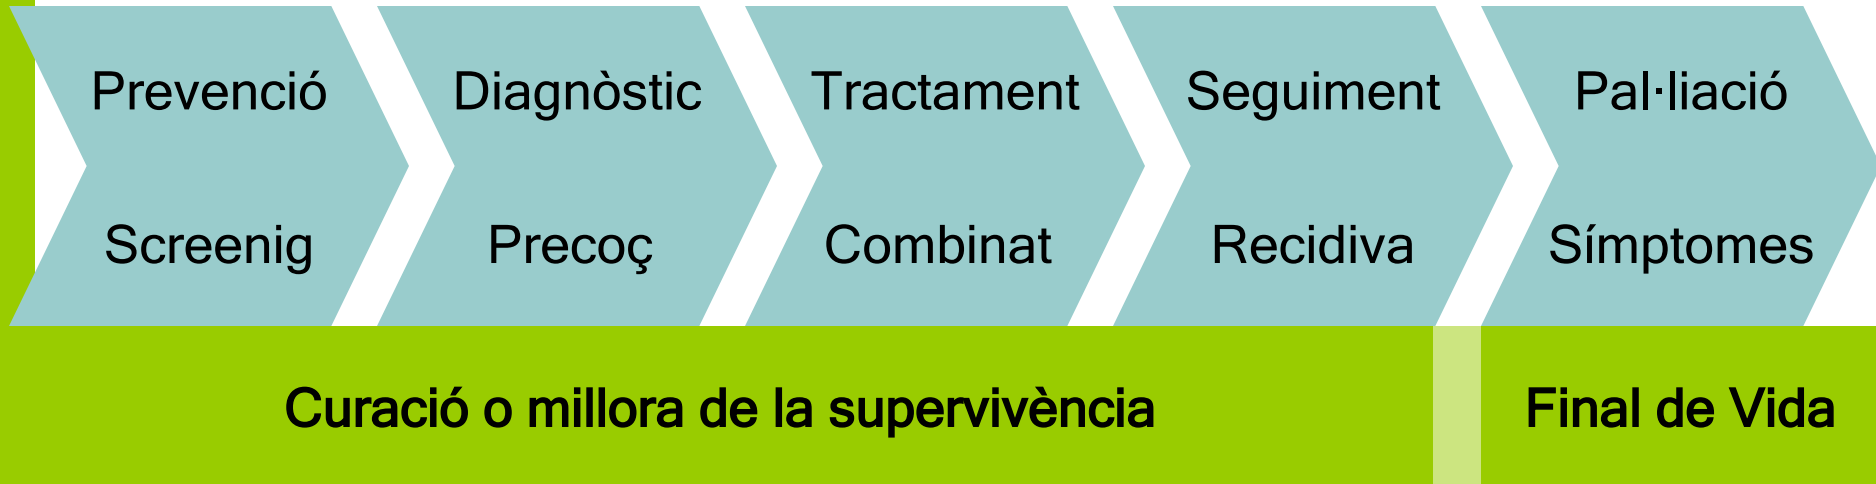 Prevenció
Screenig
Diagnòstic
Precoç
Tractament
Combinat
Seguiment
Recidiva
Pal·liació
Símptomes
Curació o millora de la supervivència
Final de Vida